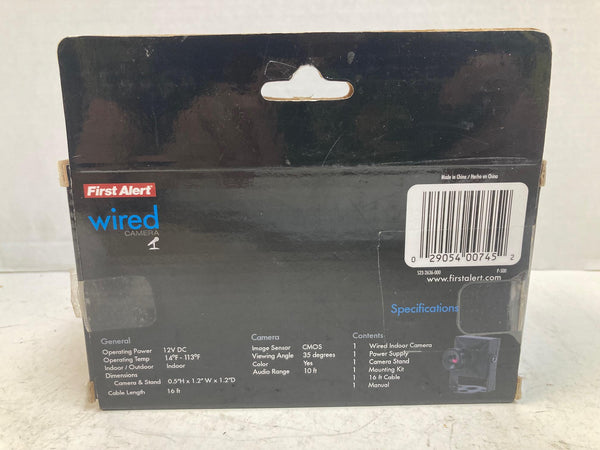 Made in China / Hecho en China
First Alert
wired
CAMERA
0 29054 00745 2
523-2636-000 P-500
www.firstalert.com
Specifications
General
Operating Power 12V DC
Operating Temp 14°F - 113°F
Indoor / Outdoor Indoor
Dimensions
Camera & Stand 0.5"H x 1.2" W x 1.2"D
Cable Length 16 ft
Camera
Image Sensor CMOS
Viewing Angle 35 degrees
Color Yes
Audio Range 10 ft
Contents
1 Wired Indoor Camera
1 Power Supply
1 Camera Stand
1 Mounting Kit
1 16 ft Cable
1 Manual